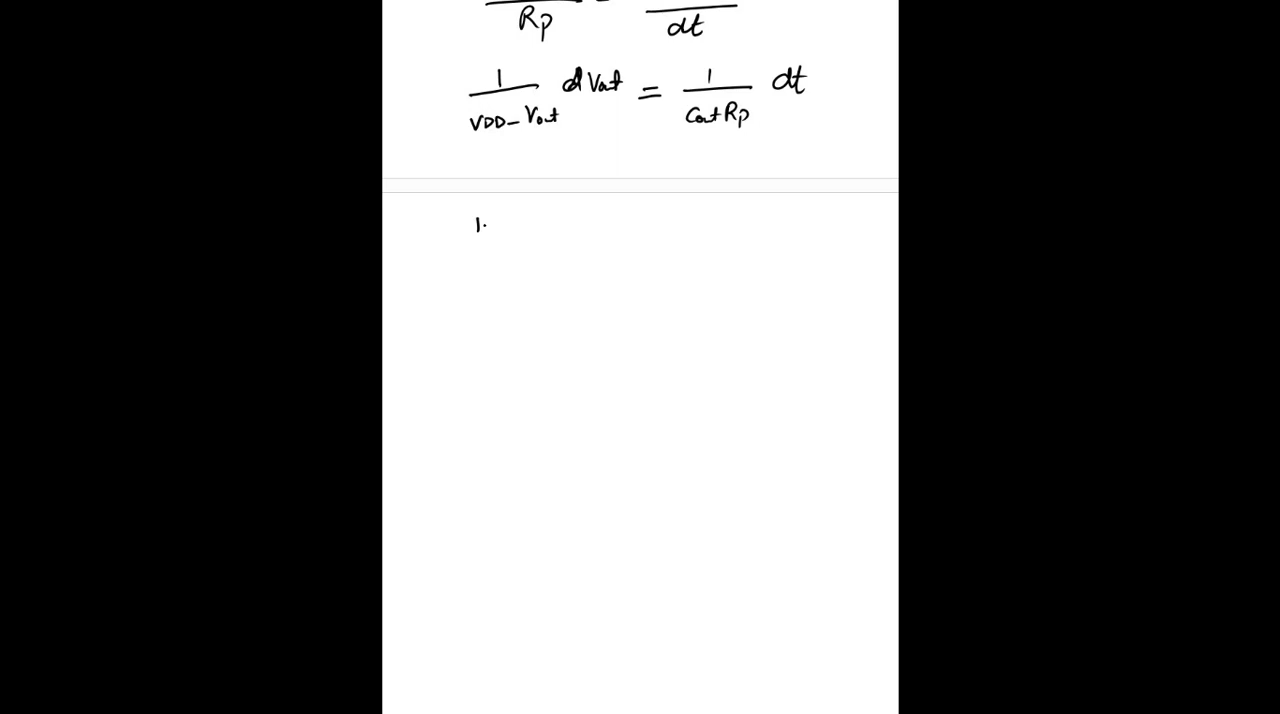 Rp dt
1/(VDD-Vout) dVout = 1/(Cout Rp) dt
1.